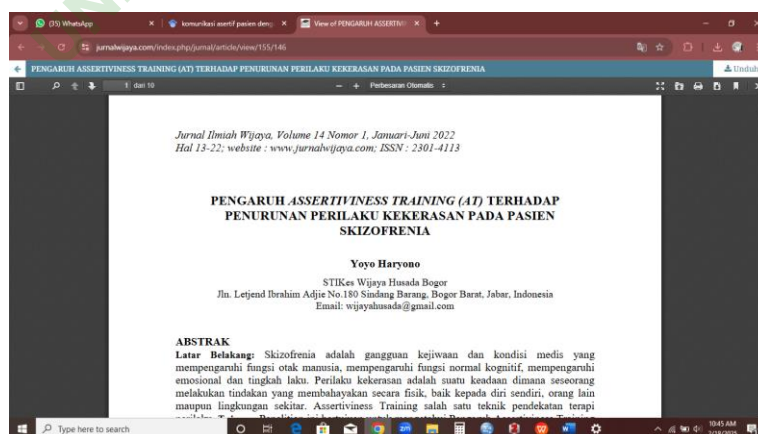 (35) WhatsApp
komunikasi asertif pasien deng
View of PENGARUH ASSERTIVI
jurnalwijaya.com/index.php/jurnal/article/view/155/146
PENGARUH ASSERTIVINESS TRAINING (AT) TERHADAP PENURUNAN PERILAKU KEKERASAN PADA PASIEN SKIZOFRENIA
Unduh
1 dari 10
Perbesaran Otomatis
Jurnal Ilmiah Wijaya, Volume 14 Nomor 1, Januari-Juni 2022
Hal 13-22; website : www.jurnalwijaya.com; ISSN : 2301-4113
PENGARUH ASSERTIVINESS TRAINING (AT) TERHADAP
PENURUNAN PERILAKU KEKERASAN PADA PASIEN
SKIZOFRENIA
Yoyo Haryono
STIKes Wijaya Husada Bogor
Jln. Letjend Ibrahim Adjie No.180 Sindang Barang, Bogor Barat, Jabar, Indonesia
Email: wijayahusada@gmail.com
ABSTRAK
Latar Belakang: Skizofrenia adalah gangguan kejiwaan dan kondisi medis yang
mempengaruhi fungsi otak manusia, mempengaruhi fungsi normal kognitif, mempengaruhi
emosional dan tingkah laku. Perilaku kekerasan adalah suatu keadaan dimana seseorang
melakukan tindakan yang membahayakan secara fisik, baik kepada diri sendiri, orang lain
maupun lingkungan sekitar. Assertiviness Training salah satu teknik pendekatan terapi
Type here to search
10:45 AM